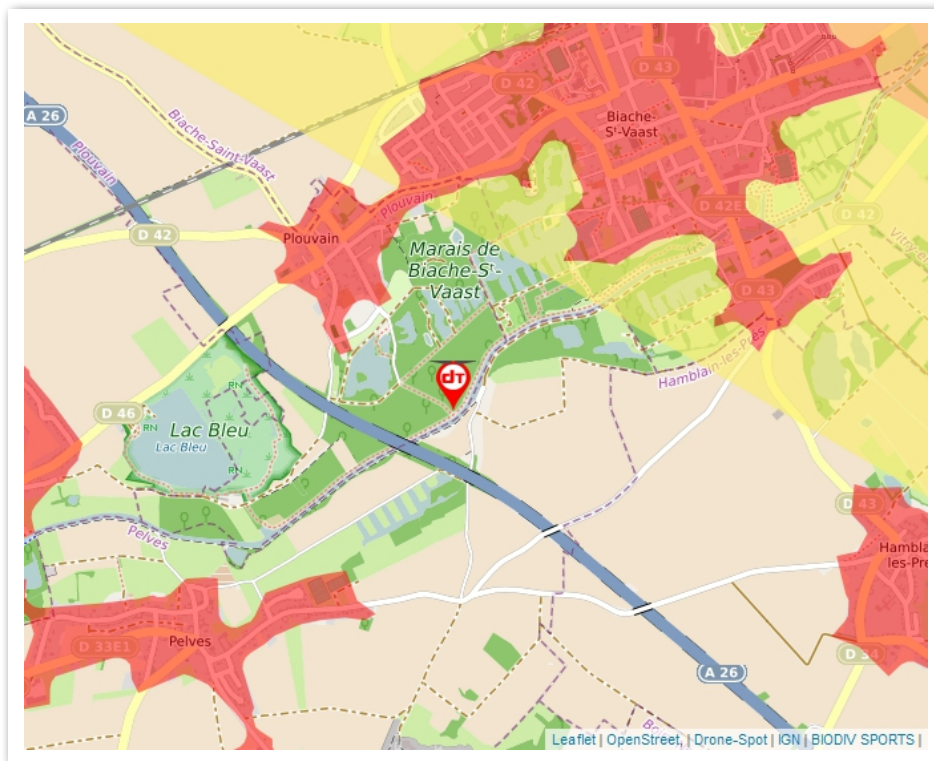 D 43
D 42
A 26
Biache-
Sᵗ-Vaast
Biache-Saint-Vaast
Plouvain
Plouvain
D 42E
D 42
D 42
Plouvain
Marais de
Biache-Sᵗ-
Vaast
D 43
Hamblain-les-Prés
dT
RN
D 46
RN
Lac Bleu
Lac Bleu
RN
D 43
Pelves
Hambla
les-Pré
Pelves
D 33E1
D 34
A 26
Leaflet | OpenStreet, | Drone-Spot | IGN | BIODIV SPORTS |